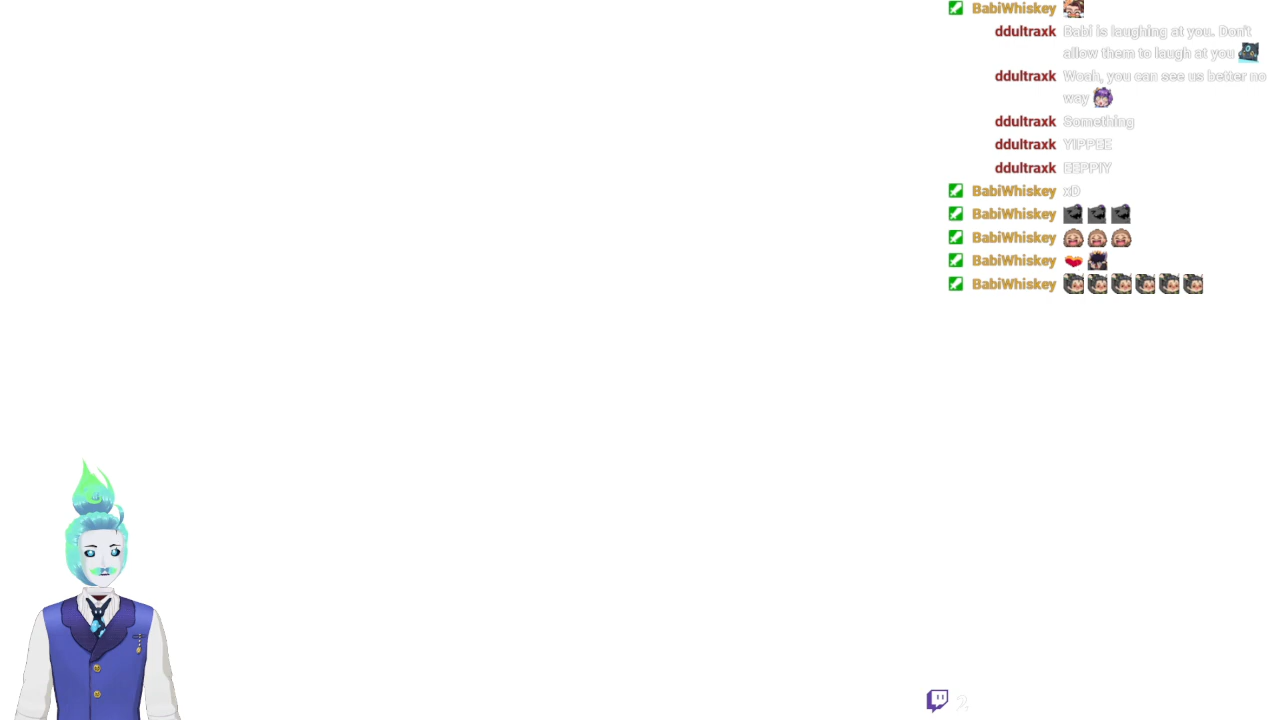 BabiWhiskey
ddultraxk Babi is laughing at you. Don't
allow them to laugh at you
ddultraxk Woah, you can see us better no
way
ddultraxk Something
ddultraxk YIPPEE
ddultraxk EEPPIY
BabiWhiskey xD
BabiWhiskey
BabiWhiskey
BabiWhiskey
BabiWhiskey
2